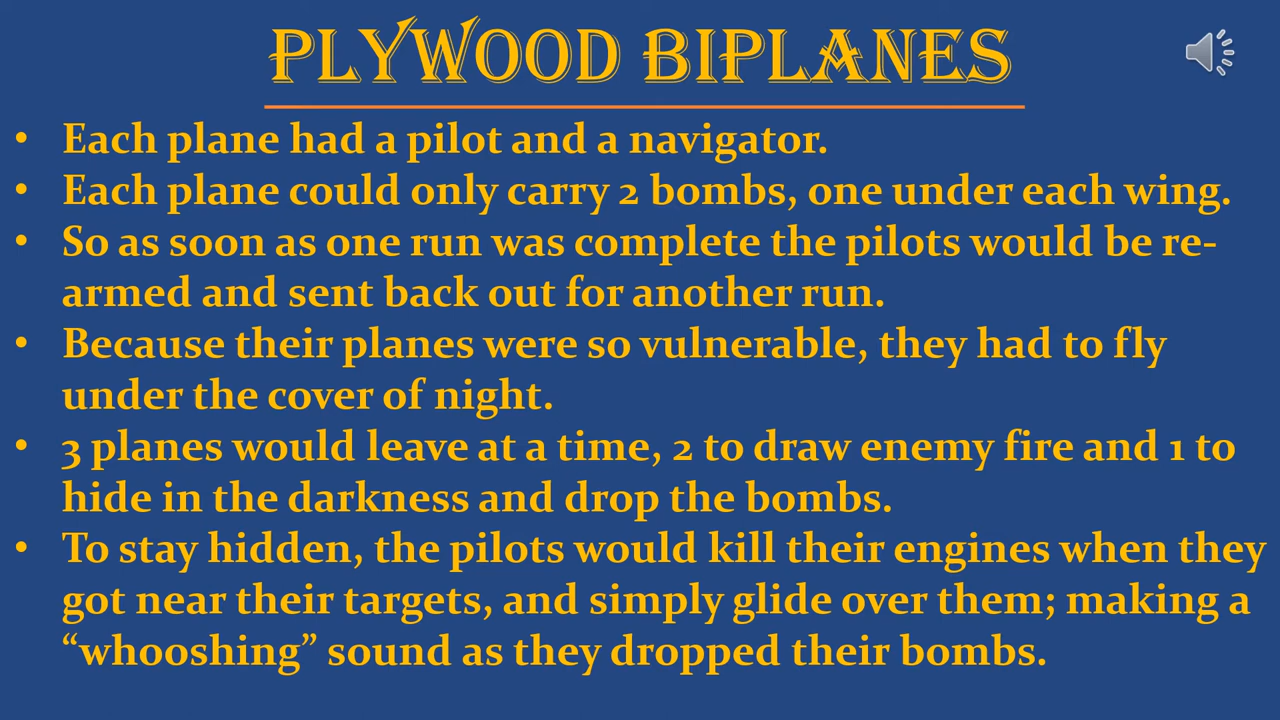 PLYWOOD BIPLANES
• Each plane had a pilot and a navigator.
• Each plane could only carry 2 bombs, one under each wing.
• So as soon as one run was complete the pilots would be re-
armed and sent back out for another run.
• Because their planes were so vulnerable, they had to fly
under the cover of night.
• 3 planes would leave at a time, 2 to draw enemy fire and 1 to
hide in the darkness and drop the bombs.
• To stay hidden, the pilots would kill their engines when they
got near their targets, and simply glide over them; making a
“whooshing” sound as they dropped their bombs.